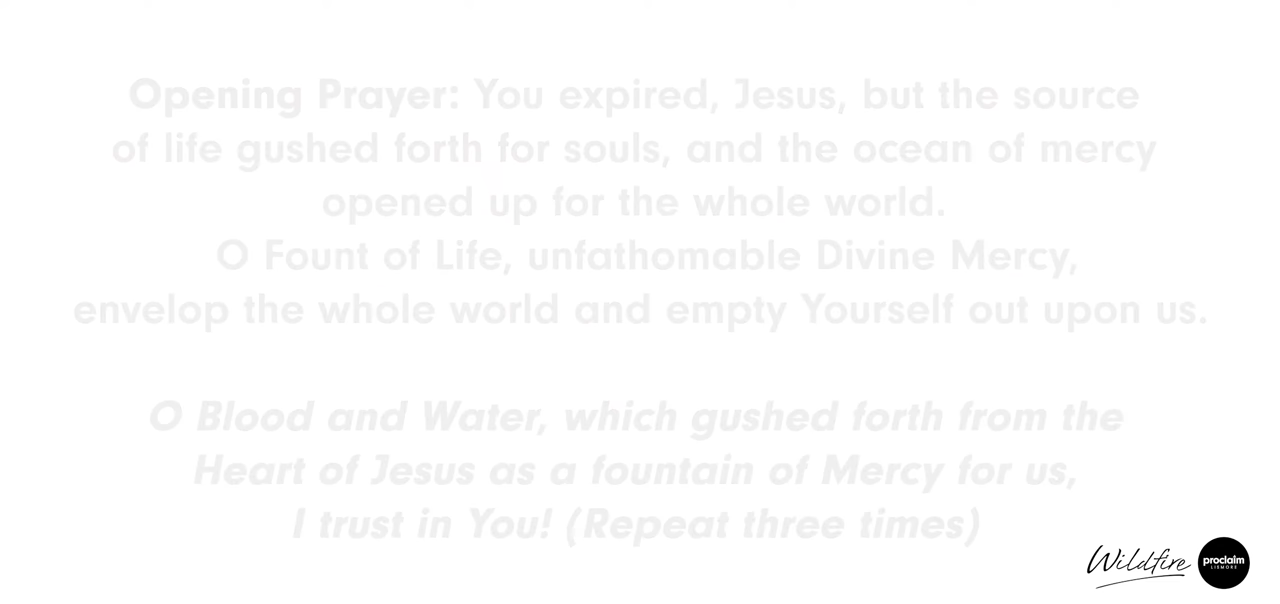 Opening Prayer: You expired, Jesus, but the source
of life gushed forth for souls, and the ocean of mercy
opened up for the whole world.
O Fount of Life, unfathomable Divine Mercy,
envelop the whole world and empty Yourself out upon us.
O Blood and Water, which gushed forth from the
Heart of Jesus as a fountain of Mercy for us,
I trust in You! (Repeat three times)
Wildfire
proclaim
LISMORE